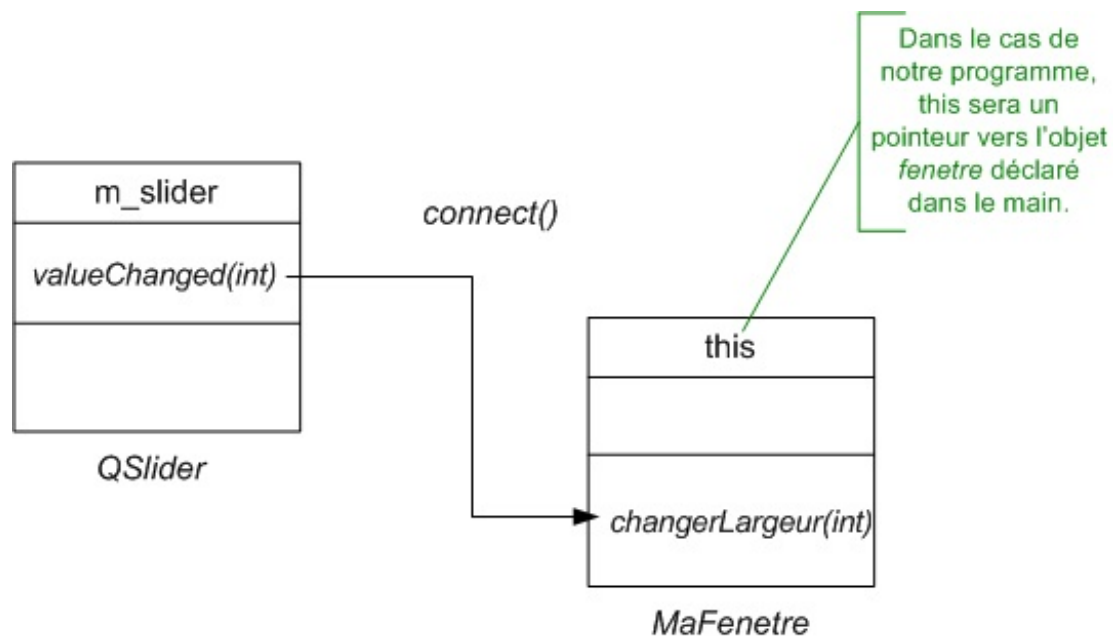 Dans le cas de
notre programme,
this sera un
pointeur vers l'objet
fenetre déclaré
dans le main.
m_slider
connect()
valueChanged(int)
QSlider
this
changerLargeur(int)
MaFenetre